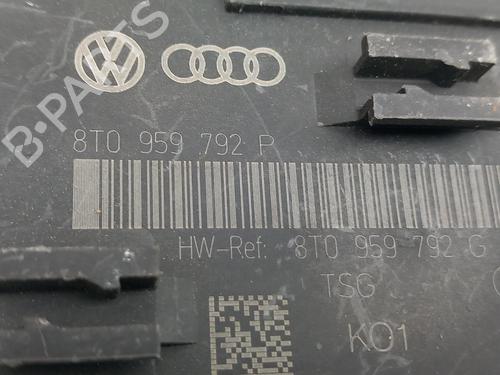 B-PARTS
8T0 959 792 P
HW-Ref: 8T0 959 792 G
TSG
K01